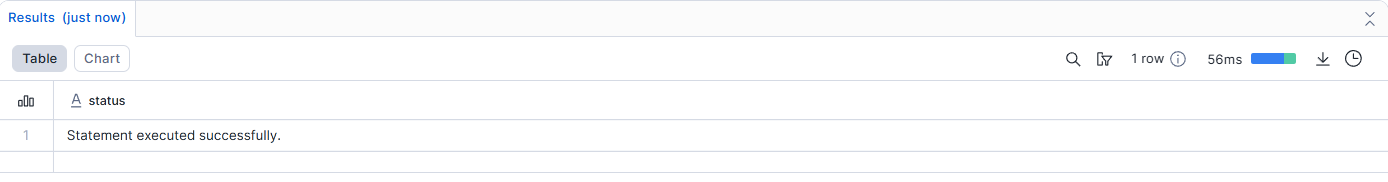 Results (just now)
Table Chart 1 row 56ms
A status
1 Statement executed successfully.